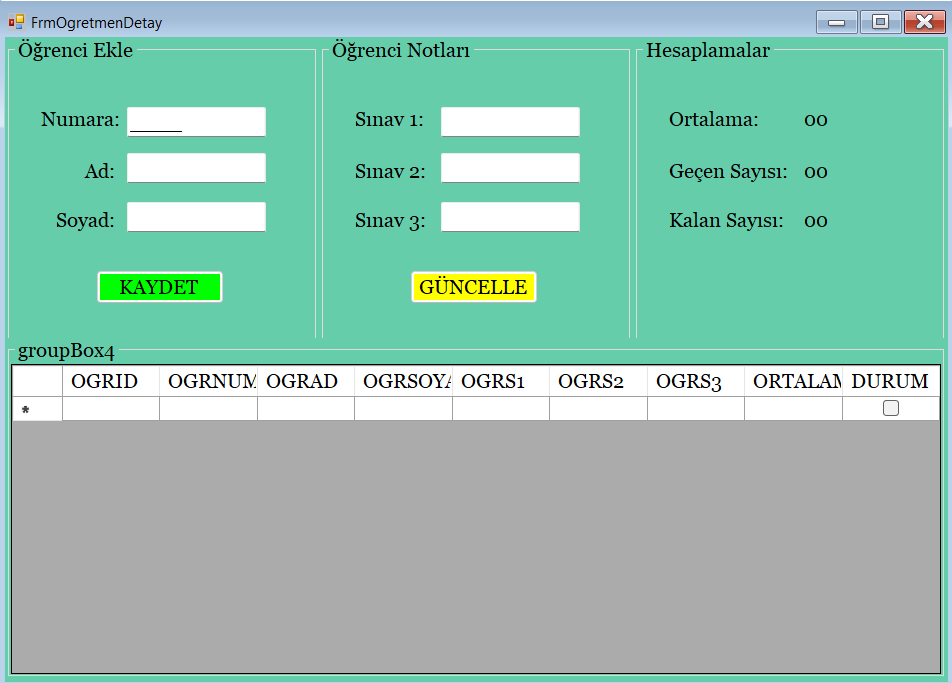 FrmOgretmenDetay
Öğrenci Ekle
Numara: _____
Ad:
Soyad:
KAYDET
Öğrenci Notları
Sınav 1:
Sınav 2:
Sınav 3:
GÜNCELLE
Hesaplamalar
Ortalama: 00
Geçen Sayısı: 00
Kalan Sayısı: 00
groupBox4
OGRID OGRNUM OGRAD OGRSOYA OGRS1 OGRS2 OGRS3 ORTALAM DURUM
*